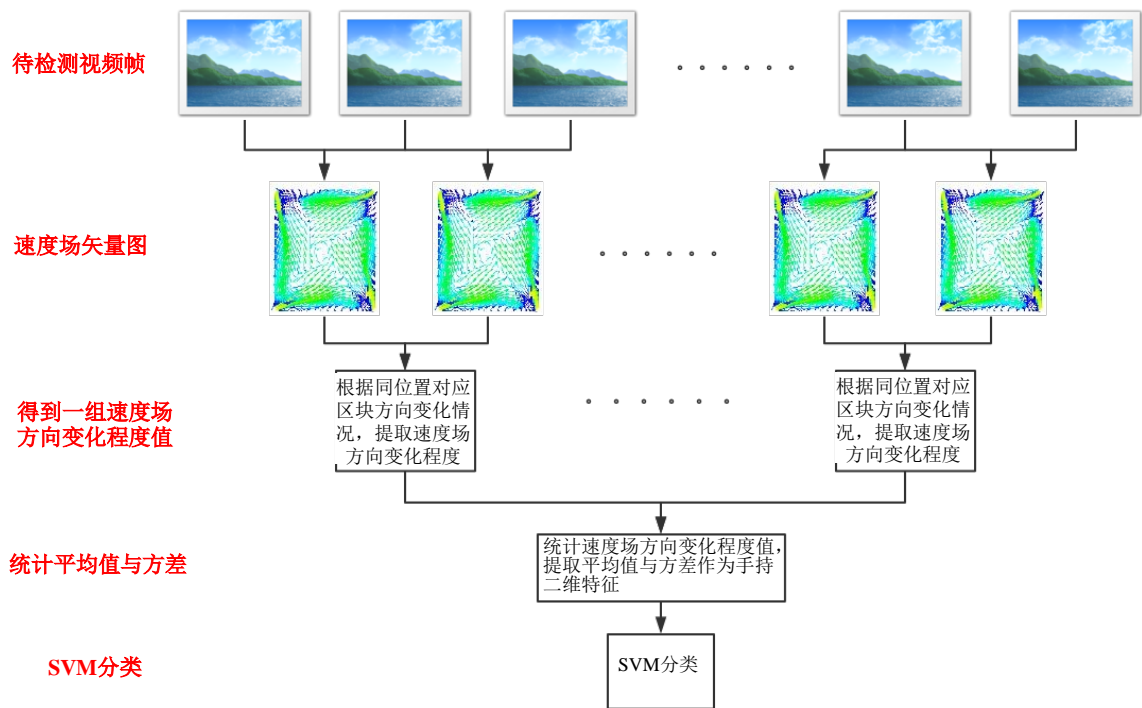 待检测视频帧
速度场矢量图
得到一组速度场
方向变化程度值
根据同位置对应
区块方向变化情
况，提取速度场
方向变化程度
根据同位置对应
区块方向变化情
况，提取速度场
方向变化程度
统计平均值与方差
统计速度场方向变化程度值，
提取平均值与方差作为手持
二维特征
SVM分类
SVM分类